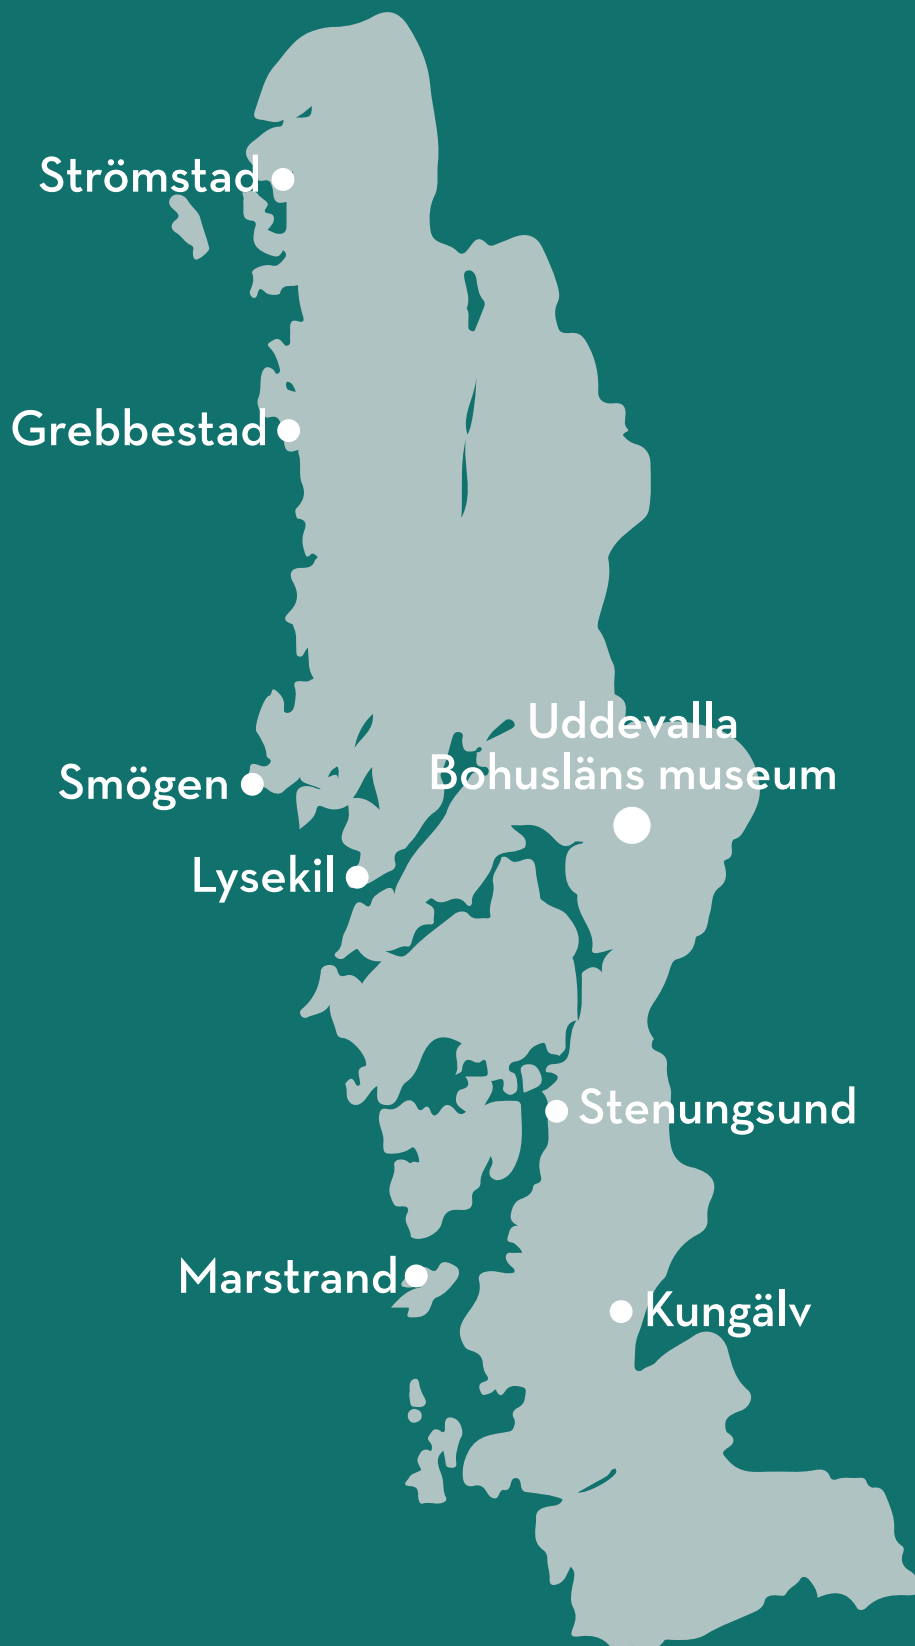 Strömstad
Grebbestad
Uddevalla
Bohusläns museum
Smögen
Lysekil
Stenungsund
Marstrand
Kungälv